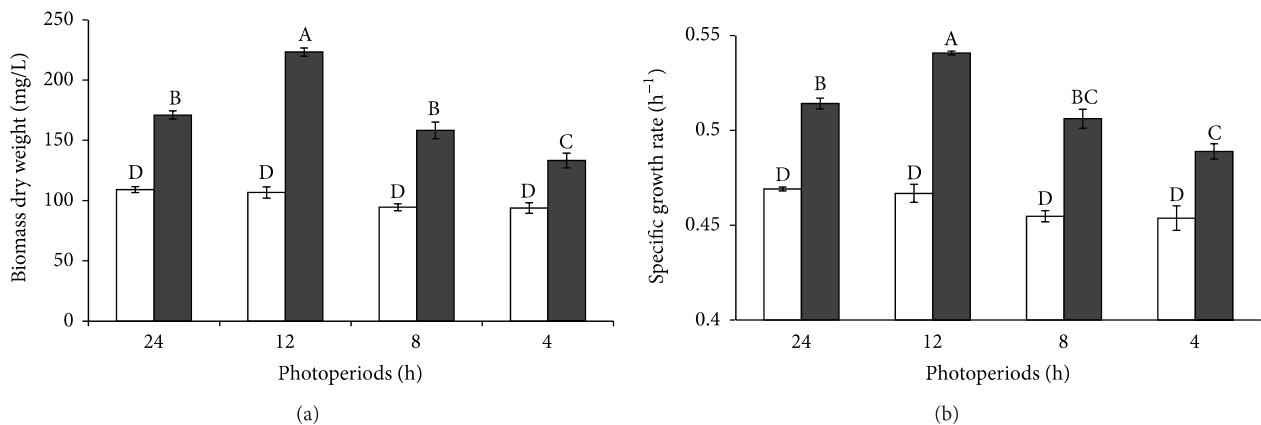 250
200
150
100
50
0
Biomass dry weight (mg/L)
D
B
D
A
D
B
D
C
24
12
8
4
Photoperiods (h)
(a)
0.55
0.5
0.45
0.4
Specific growth rate (h⁻¹)
D
B
D
A
D
BC
D
C
24
12
8
4
Photoperiods (h)
(b)